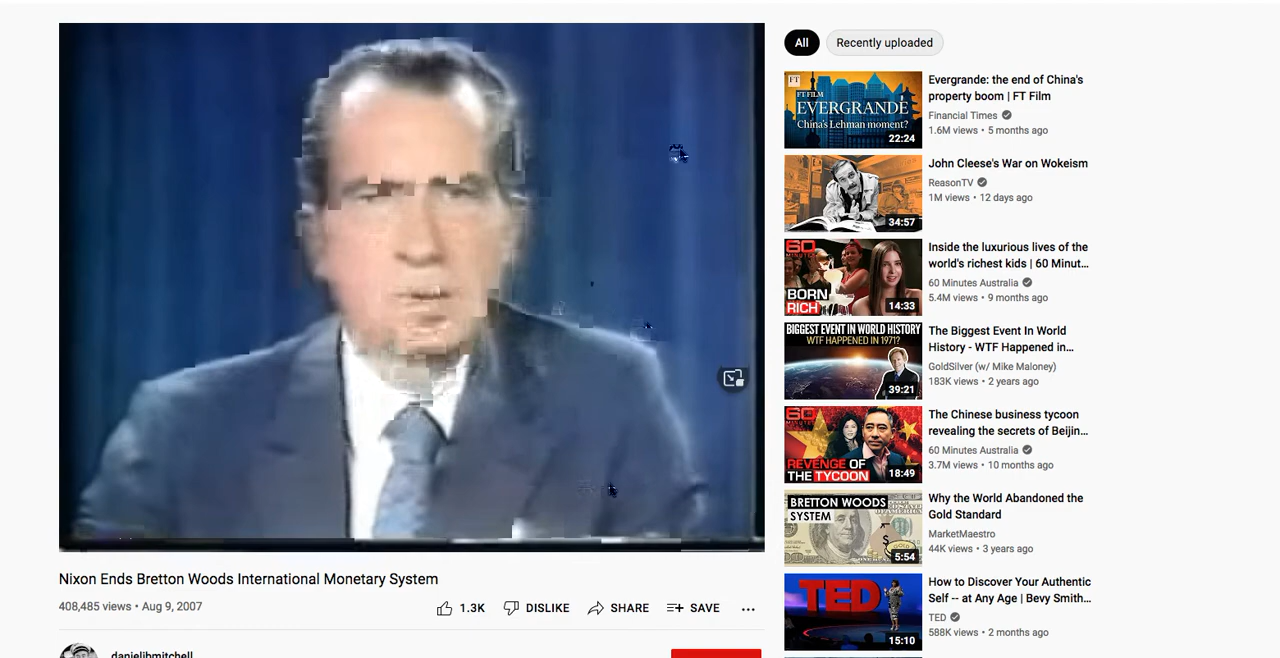 All
Recently uploaded
FT
FT FILM
EVERGRANDE
China's Lehman moment?
22:24
Evergrande: the end of China's
property boom | FT Film
Financial Times
1.6M views • 5 months ago
34:57
John Cleese's War on Wokeism
ReasonTV
1M views • 12 days ago
60
MINUTES
BORN
RICH
14:33
Inside the luxurious lives of the
world's richest kids | 60 Minut...
60 Minutes Australia
5.4M views • 9 months ago
BIGGEST EVENT IN WORLD HISTORY
WTF HAPPENED IN 1971?
39:21
The Biggest Event In World
History - WTF Happened in...
GoldSilver (w/ Mike Maloney)
183K views • 2 years ago
60
MINUTES
REVENGE OF
THE TYCOON
18:49
The Chinese business tycoon
revealing the secrets of Beijin...
60 Minutes Australia
3.7M views • 10 months ago
BRETTON WOODS
SYSTEM
$
5:54
Why the World Abandoned the
Gold Standard
MarketMaestro
44K views • 3 years ago
TED
15:10
How to Discover Your Authentic
Self -- at Any Age | Bevy Smith...
TED
588K views • 2 months ago
Nixon Ends Bretton Woods International Monetary System
408,485 views • Aug 9, 2007
1.3K
DISLIKE
SHARE
SAVE
danieljbmitchell